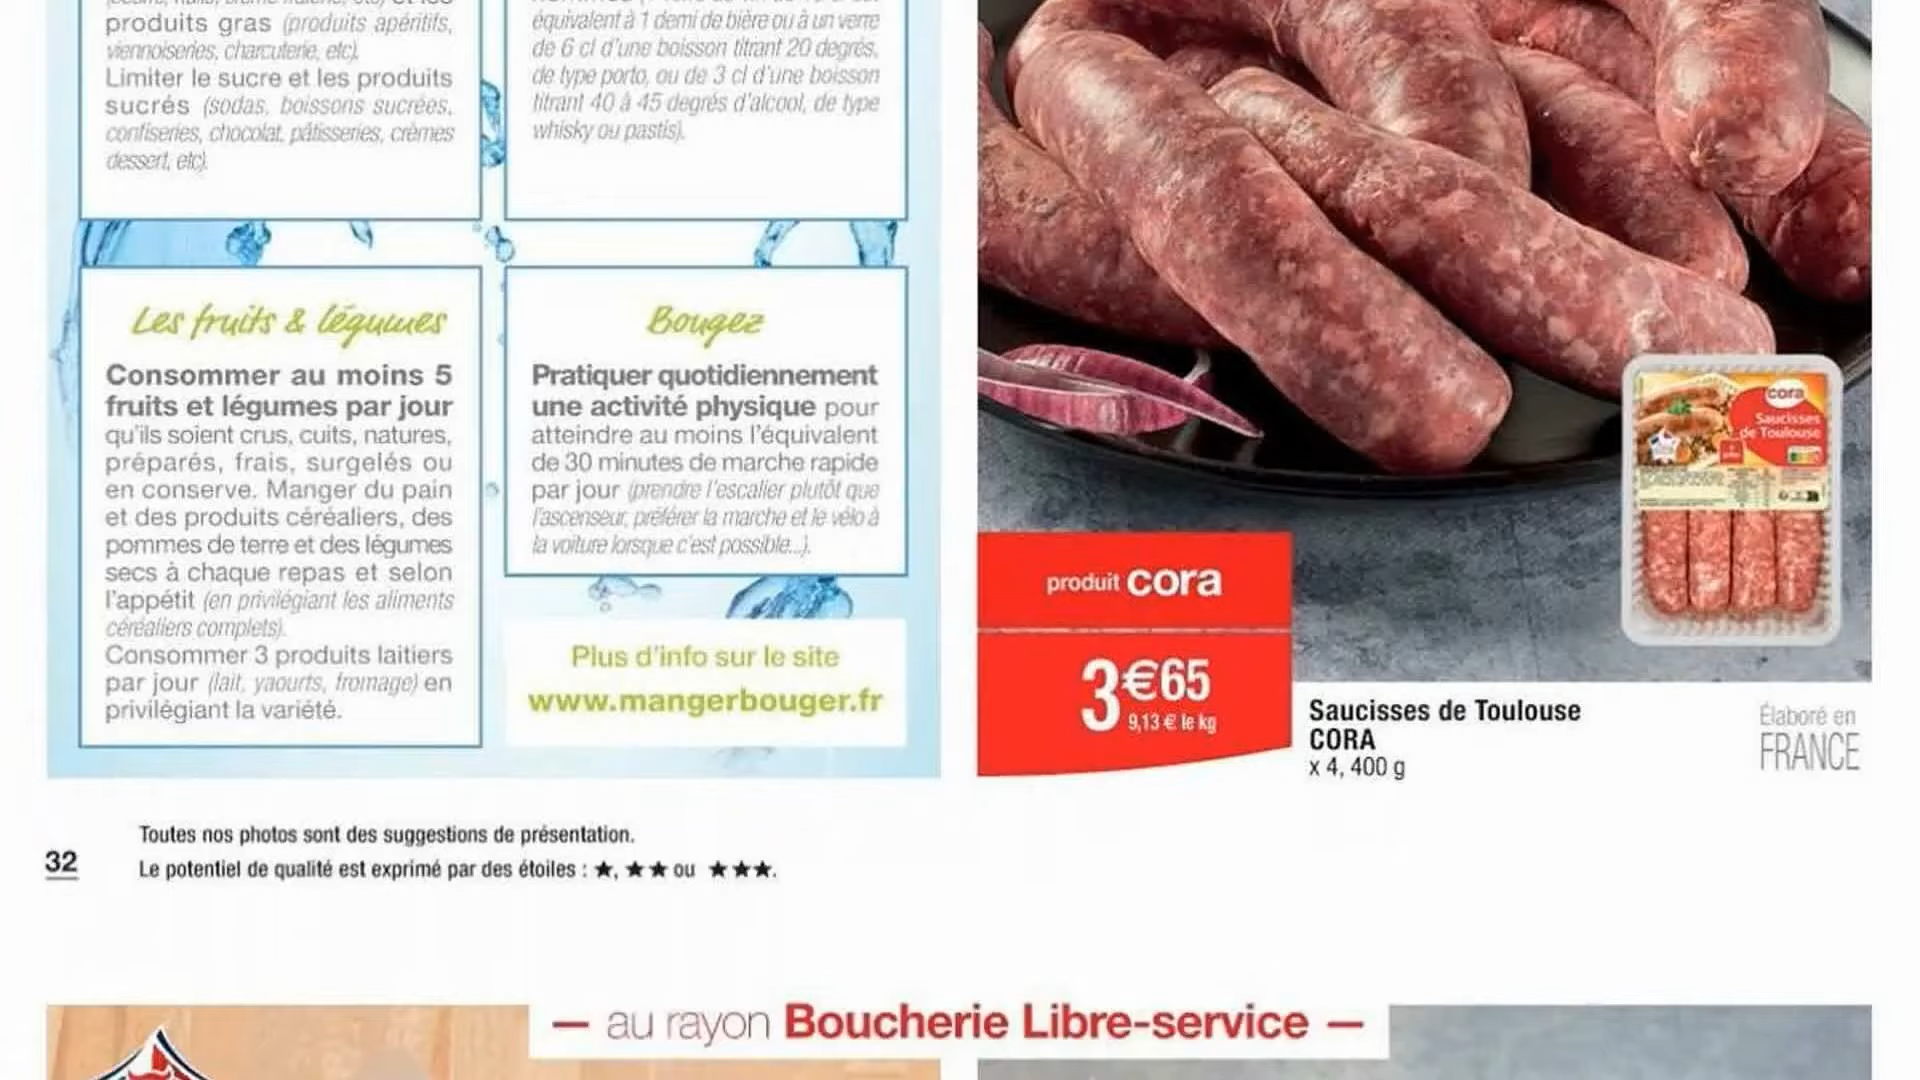 produits gras (produits apéritifs,
viennoiseries, charcuterie, etc).
Limiter le sucre et les produits
sucrés (sodas, boissons sucrées,
confiseries, chocolat, pâtisseries, crèmes
dessert, etc).
équivalent à 1 demi de bière ou à un verre
de 6 cl d'une boisson titrant 20 degrés,
de type porto, ou de 3 cl d'une boisson
titrant 40 à 45 degrés d'alcool, de type
whisky ou pastis).
Les fruits & légumes
Consommer au moins 5
fruits et légumes par jour
qu'ils soient crus, cuits, natures,
préparés, frais, surgelés ou
en conserve. Manger du pain
et des produits céréaliers, des
pommes de terre et des légumes
secs à chaque repas et selon
l'appétit (en privilégiant les aliments
céréaliers complets).
Consommer 3 produits laitiers
par jour (lait, yaourts, fromage) en
privilégiant la variété.
Bougez
Pratiquer quotidiennement
une activité physique pour
atteindre au moins l'équivalent
de 30 minutes de marche rapide
par jour (prendre l'escalier plutôt que
l'ascenseur, préférer la marche et le vélo à
la voiture lorsque c'est possible...).
Plus d'info sur le site
www.mangerbouger.fr
cora
Saucisses
de Toulouse
produit cora
3€65
9,13 € le kg
Saucisses de Toulouse
CORA
x 4, 400 g
Élaboré en
FRANCE
Toutes nos photos sont des suggestions de présentation.
32
Le potentiel de qualité est exprimé par des étoiles : ★, ★★ ou ★★★.
— au rayon Boucherie Libre-service —